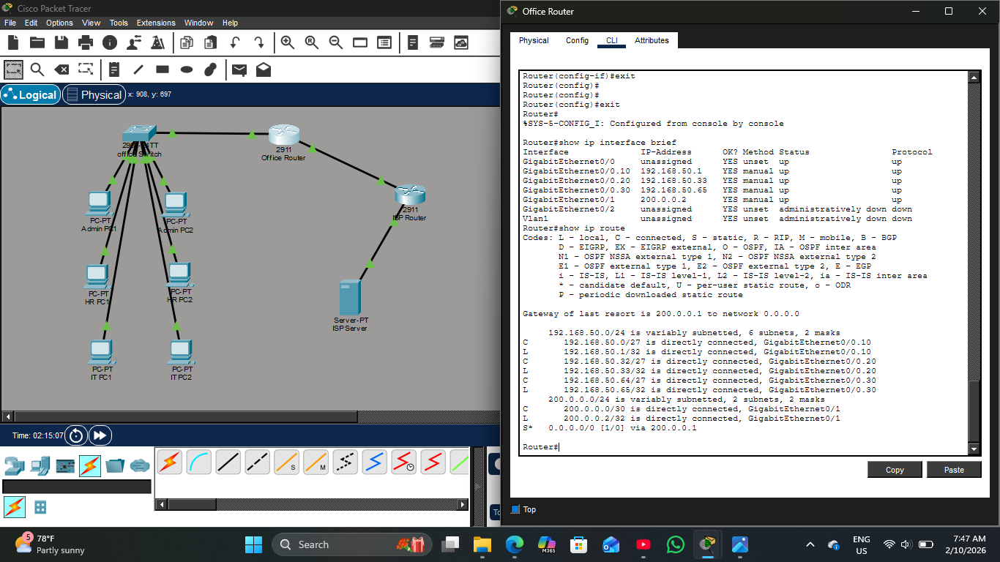 Cisco Packet Tracer
File Edit Options View Tools Extensions Window Help
Logical
Physical
x: 908, y: 697
office Switch
2911
Office Router
2911
ISP Router
PC-PT
Admin PC1
PC-PT
Admin PC2
PC-PT
HR PC1
PC-PT
HR PC2
Server-PT
ISP Server
PC-PT
IT PC1
PC-PT
IT PC2
Time: 02:15:07
S
M
Office Router
Physical Config CLI Attributes
Router(config-if)#exit
Router(config)#
Router(config)#
Router(config)#exit
Router#
%SYS-5-CONFIG_I: Configured from console by console
Router#show ip interface brief
Interface IP-Address OK? Method Status Protocol
GigabitEthernet0/0 unassigned YES unset up up
GigabitEthernet0/0.10 192.168.50.1 YES manual up up
GigabitEthernet0/0.20 192.168.50.33 YES manual up up
GigabitEthernet0/0.30 192.168.50.65 YES manual up up
GigabitEthernet0/1 200.0.0.2 YES manual up up
GigabitEthernet0/2 unassigned YES unset administratively down down
Vlan1 unassigned YES unset administratively down down
Router#show ip route
Codes: L - local, C - connected, S - static, R - RIP, M - mobile, B - BGP
D - EIGRP, EX - EIGRP external, O - OSPF, IA - OSPF inter area
N1 - OSPF NSSA external type 1, N2 - OSPF NSSA external type 2
E1 - OSPF external type 1, E2 - OSPF external type 2, E - EGP
i - IS-IS, L1 - IS-IS level-1, L2 - IS-IS level-2, ia - IS-IS inter area
* - candidate default, U - per-user static route, o - ODR
P - periodic downloaded static route
Gateway of last resort is 200.0.0.1 to network 0.0.0.0
192.168.50.0/24 is variably subnetted, 6 subnets, 2 masks
C 192.168.50.0/27 is directly connected, GigabitEthernet0/0.10
L 192.168.50.1/32 is directly connected, GigabitEthernet0/0.10
C 192.168.50.32/27 is directly connected, GigabitEthernet0/0.20
L 192.168.50.33/32 is directly connected, GigabitEthernet0/0.20
C 192.168.50.64/27 is directly connected, GigabitEthernet0/0.30
L 192.168.50.65/32 is directly connected, GigabitEthernet0/0.30
200.0.0.0/24 is variably subnetted, 2 subnets, 2 masks
C 200.0.0.0/30 is directly connected, GigabitEthernet0/1
L 200.0.0.2/32 is directly connected, GigabitEthernet0/1
S* 0.0.0.0/0 [1/0] via 200.0.0.1
Router#
Copy Paste
Top
5
78°F
Partly sunny
Search
M365
ENG
US
7:47 AM
2/10/2026